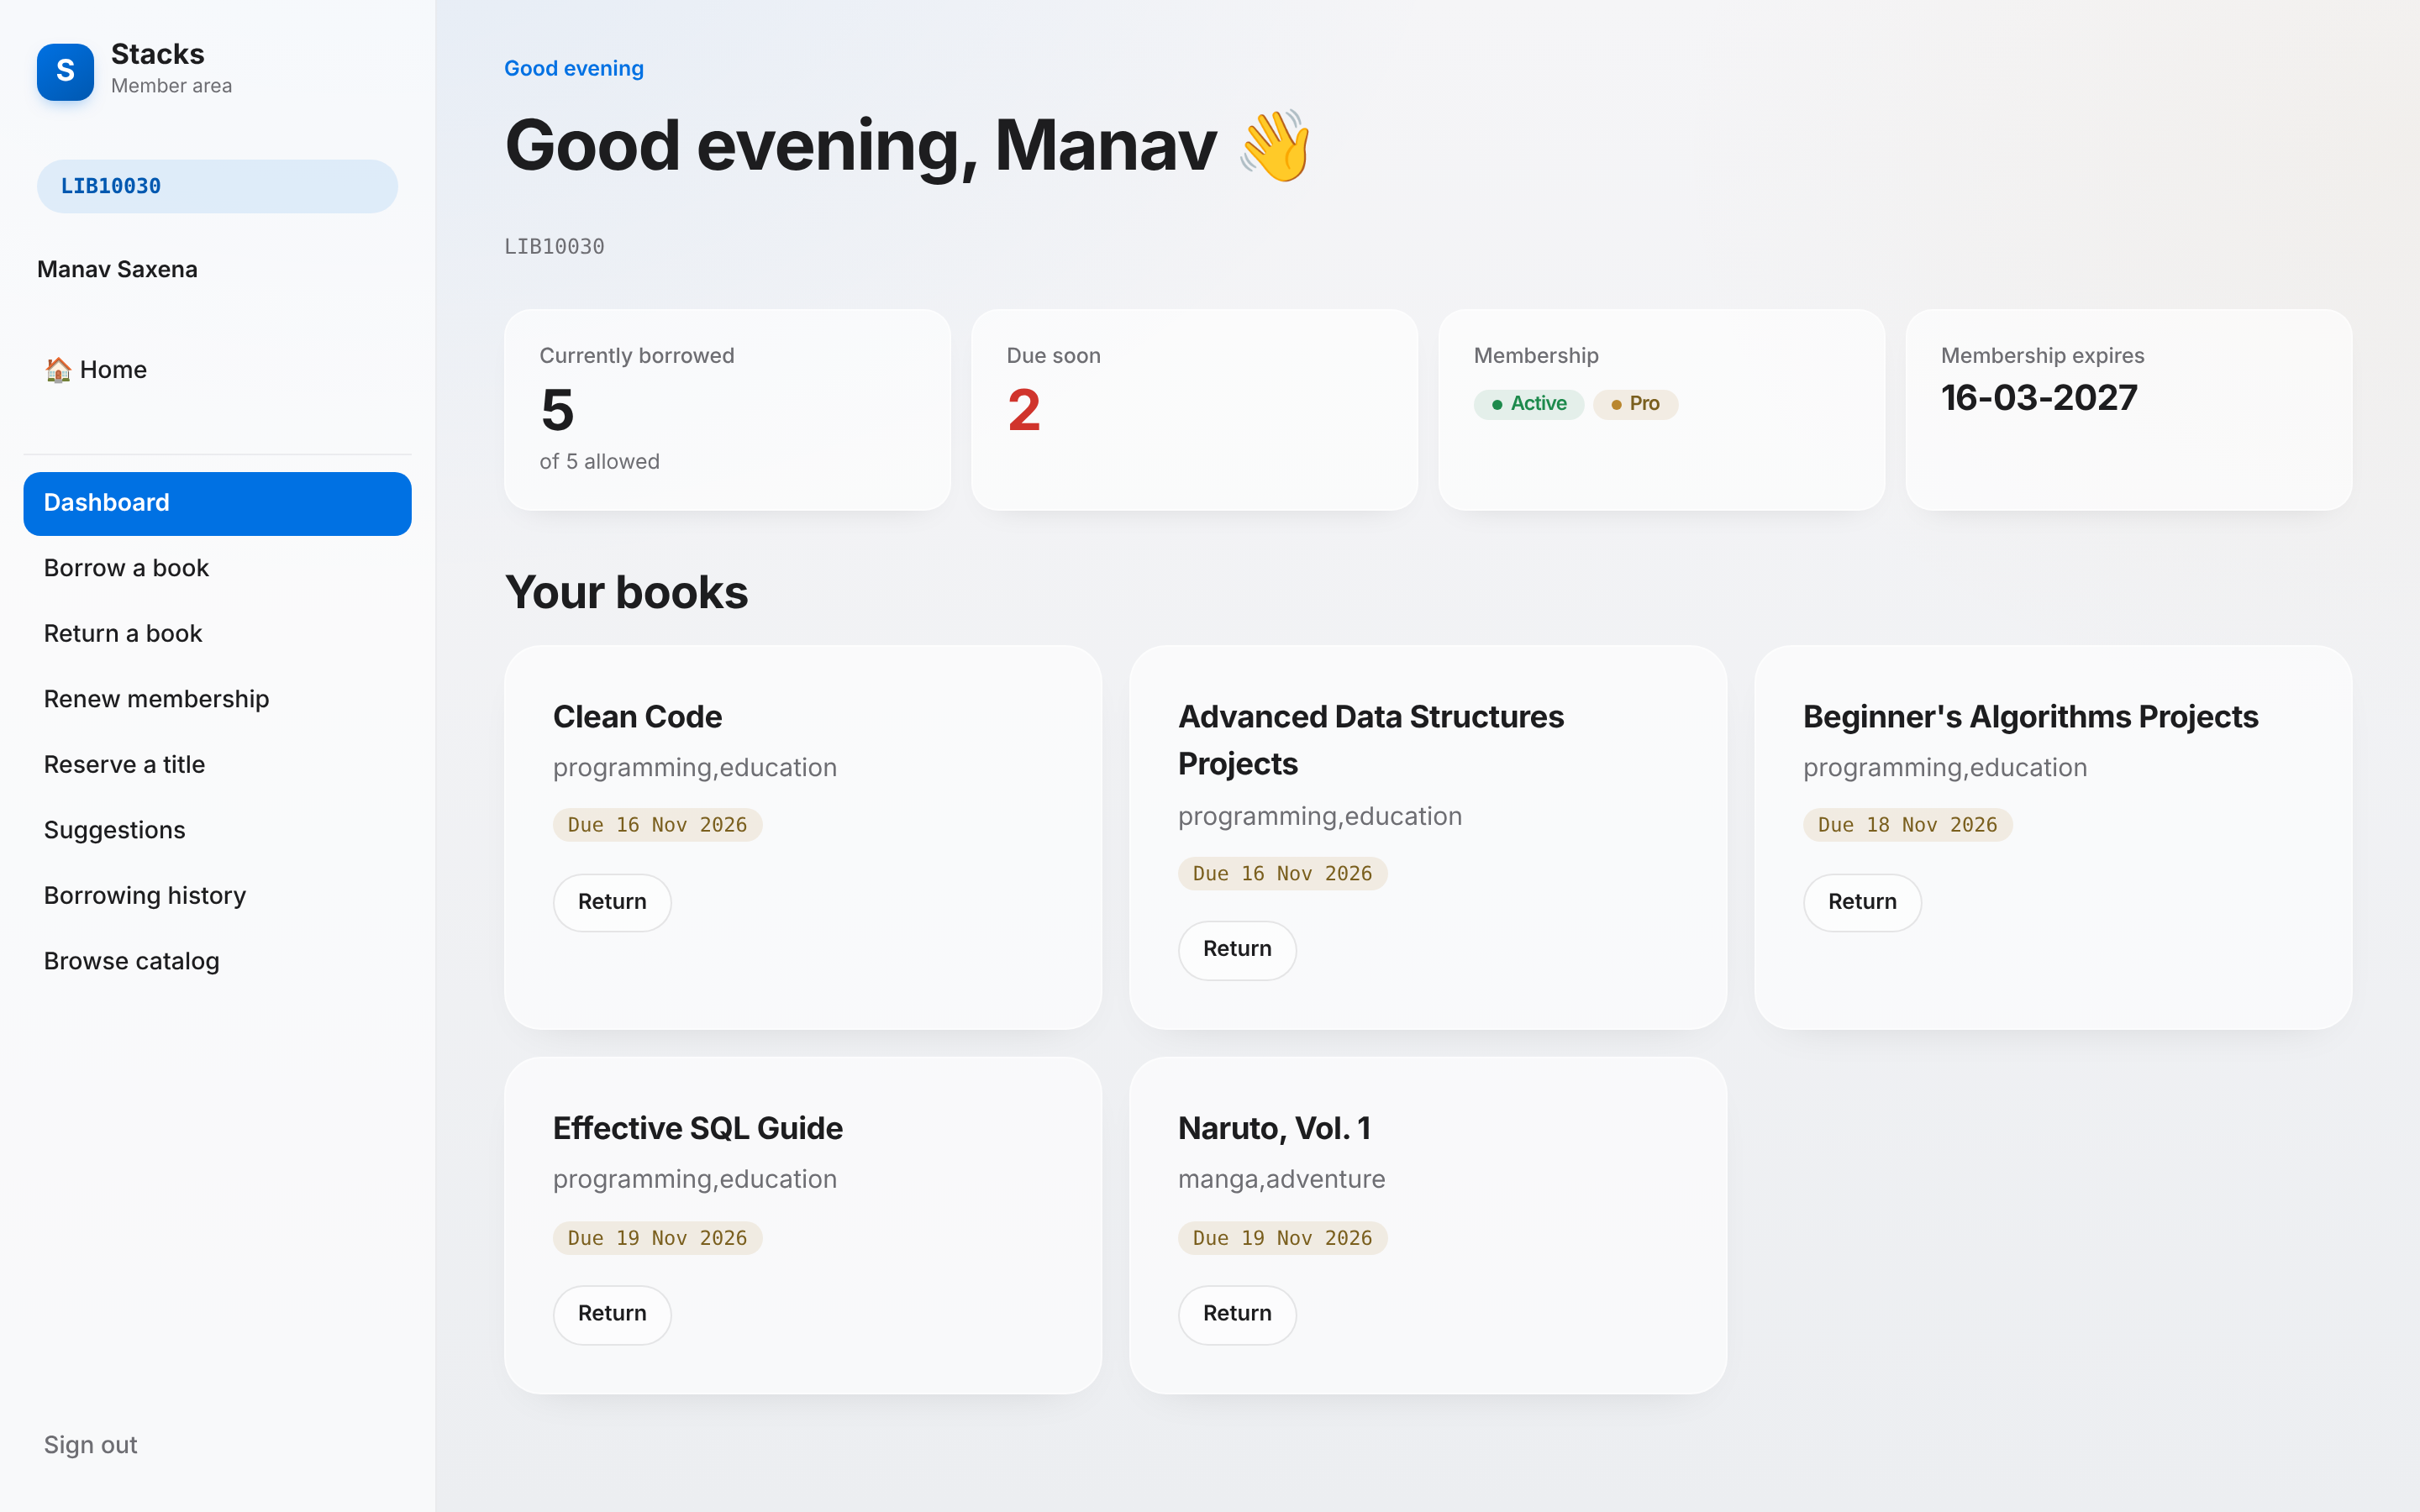 S
Stacks
Member area
LIB10030
Manav Saxena
🏠 Home
Dashboard
Borrow a book
Return a book
Renew membership
Reserve a title
Suggestions
Borrowing history
Browse catalog
Sign out
Good evening
Good evening, Manav 👋
LIB10030
Currently borrowed
5
of 5 allowed
Due soon
2
Membership
Active
Pro
Membership expires
16-03-2027
Your books
Clean Code
programming,education
Due 16 Nov 2026
Return
Advanced Data Structures
Projects
programming,education
Due 16 Nov 2026
Return
Beginner's Algorithms Projects
programming,education
Due 18 Nov 2026
Return
Effective SQL Guide
programming,education
Due 19 Nov 2026
Return
Naruto, Vol. 1
manga,adventure
Due 19 Nov 2026
Return